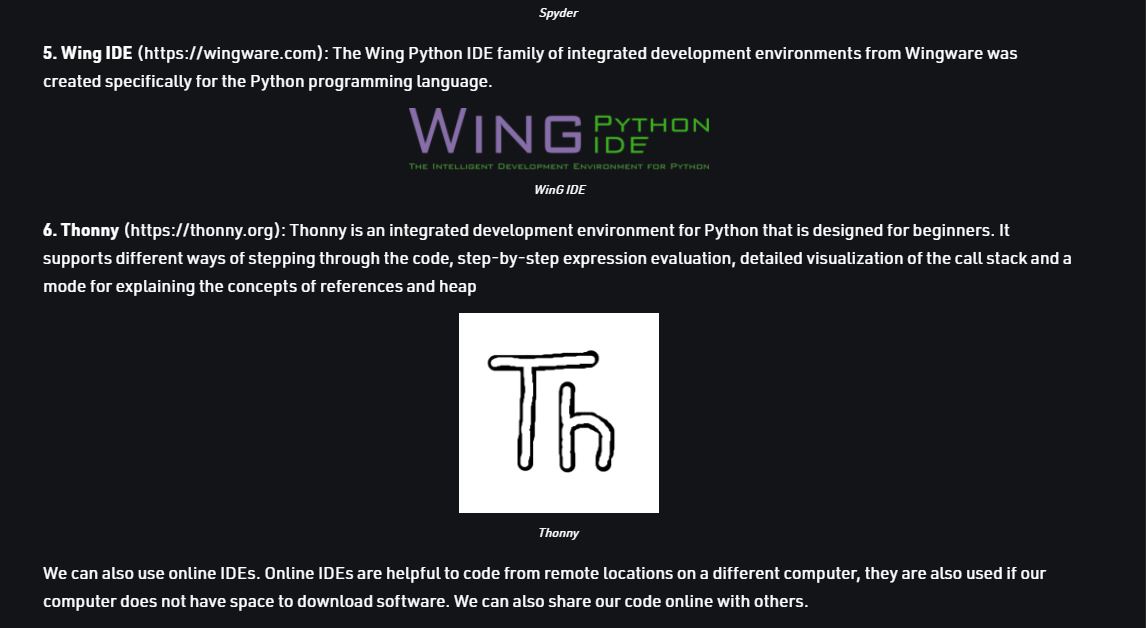 Spyder
5. Wing IDE (https://wingware.com): The Wing Python IDE family of integrated development environments from Wingware was
created specifically for the Python programming language.
WING PYTHON
IDE
THE INTELLIGENT DEVELOPMENT ENVIRONMENT FOR PYTHON
WinG IDE
6. Thonny (https://thonny.org): Thonny is an integrated development environment for Python that is designed for beginners. It
supports different ways of stepping through the code, step-by-step expression evaluation, detailed visualization of the call stack and a
mode for explaining the concepts of references and heap
Th
Thonny
We can also use online IDEs. Online IDEs are helpful to code from remote locations on a different computer, they are also used if our
computer does not have space to download software. We can also share our code online with others.